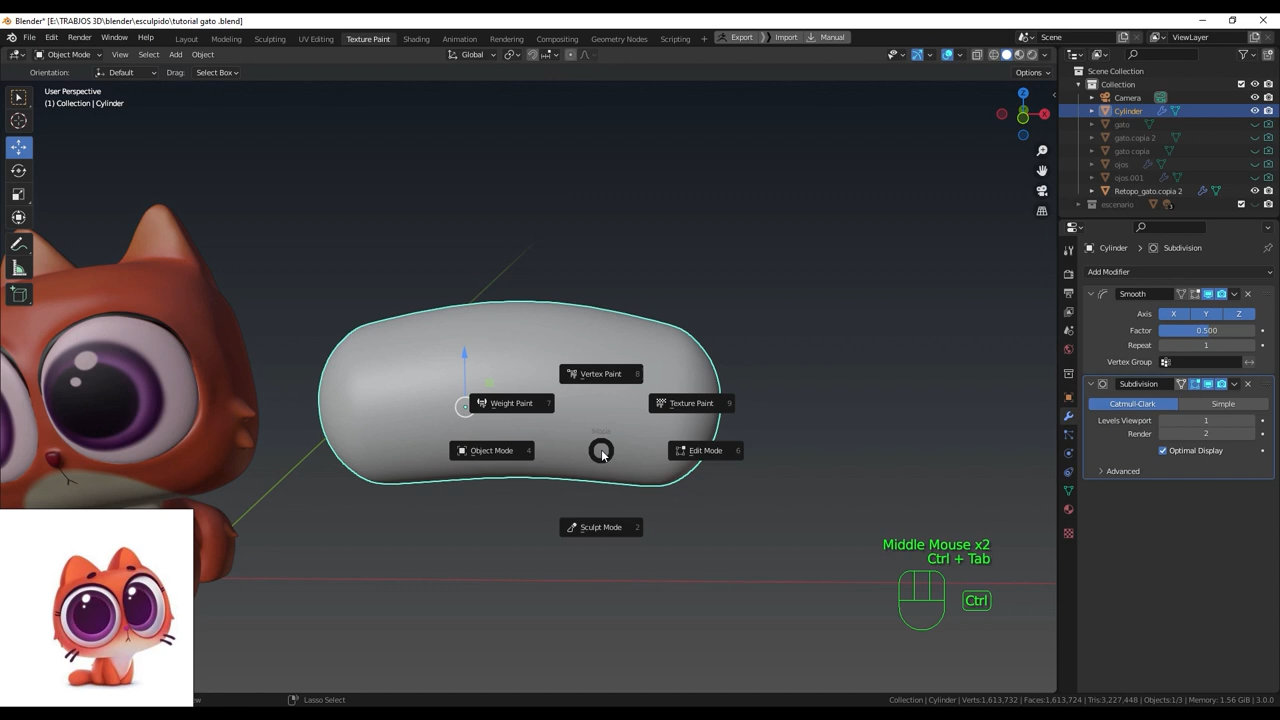 Blender* [E:\TRABJOS 3D\blender\esculpido\tutorial gato .blend]
File Edit Render Window Help Layout Modeling Sculpting UV Editing Texture Paint Shading Animation Rendering Compositing Geometry Nodes Scripting + Export Import Manual Scene ViewLayer
Object Mode View Select Add Object Global
Orientation: Default Drag: Select Box Options
User Perspective
(1) Collection | Cylinder
Z
X
Scene Collection
Collection
Camera
Cylinder
gato
gato.copia 2
gato copia
ojos
ojos.001
Retopo_gato.copia 2
escenario 3
Cylinder > Subdivision
Add Modifier
Smooth
Axis X Y Z
Factor 0.500
Repeat 1
Vertex Group
Subdivision
Catmull-Clark Simple
Levels Viewport 1
Render 2
Optimal Display
Advanced
Vertex Paint 8
Weight Paint 7
Texture Paint 9
Mode
Object Mode 4
Edit Mode 6
Sculpt Mode 2
Middle Mouse x2
Ctrl + Tab
Ctrl
Lasso Select
Collection | Cylinder | Verts:1,613,732 | Faces:1,613,724 | Tris:3,227,448 | Objects:1/3 | Memory: 1.56 GiB | 3.0.0